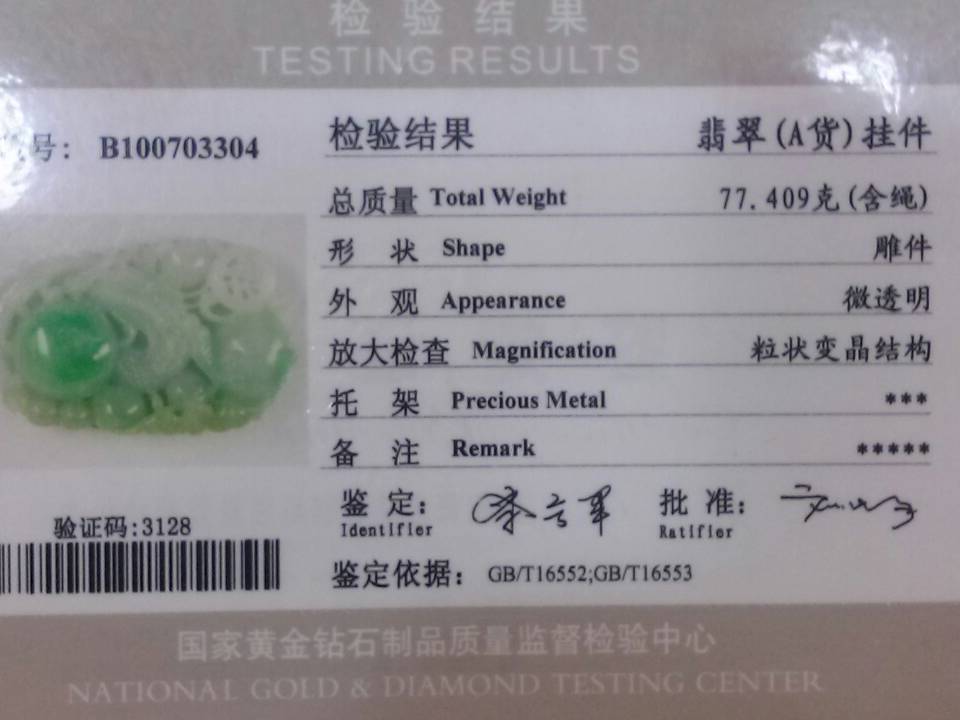 检验结果
TESTING RESULTS
号: B100703304
检验结果 翡翠(A货)挂件
总质量 Total Weight 77.409克(含绳)
形 状 Shape 雕件
外 观 Appearance 微透明
放大检查 Magnification 粒状变晶结构
托 架 Precious Metal ***
备 注 Remark *****
鉴 定: 批 准:
Identifier Ratifier
验证码:3128
鉴定依据: GB/T16552;GB/T16553
国家黄金钻石制品质量监督检验中心
NATIONAL GOLD & DIAMOND TESTING CENTER